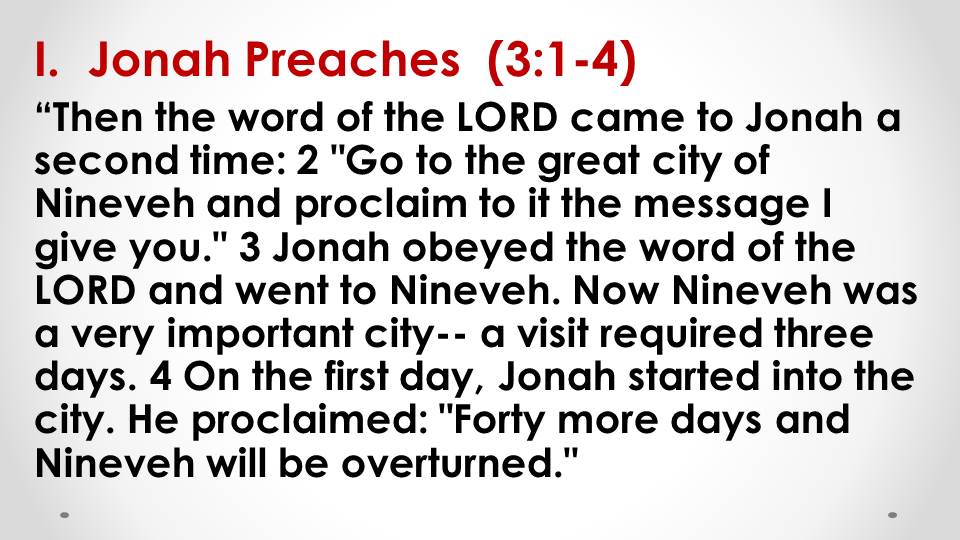 I.  Jonah Preaches  (3:1-4)
“Then the word of the LORD came to Jonah a
second time: 2 "Go to the great city of
Nineveh and proclaim to it the message I
give you." 3 Jonah obeyed the word of the
LORD and went to Nineveh. Now Nineveh was
a very important city-- a visit required three
days. 4 On the first day, Jonah started into the
city. He proclaimed: "Forty more days and
Nineveh will be overturned."